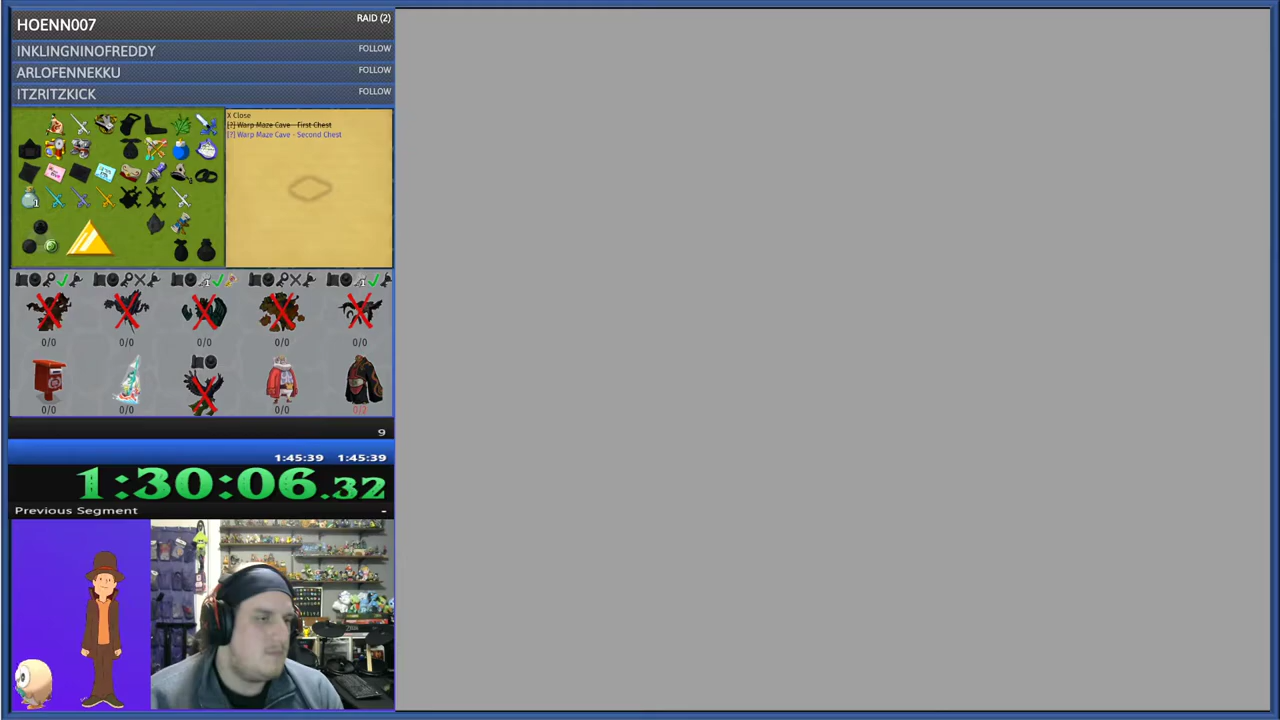 HOENN007 RAID (2)
INKLINGNINOFREDDY FOLLOW
ARLOFENNEKKU FOLLOW
ITZRITZKICK FOLLOW
X Close
[?] Warp Maze Cave - First Chest
[?] Warp Maze Cave - Second Chest
1
0/0 0/0 0/0 0/0 0/0
0/0 0/0 0/0 0/2
9
1:45:39 1:45:39
1:30:06.32
Previous Segment -